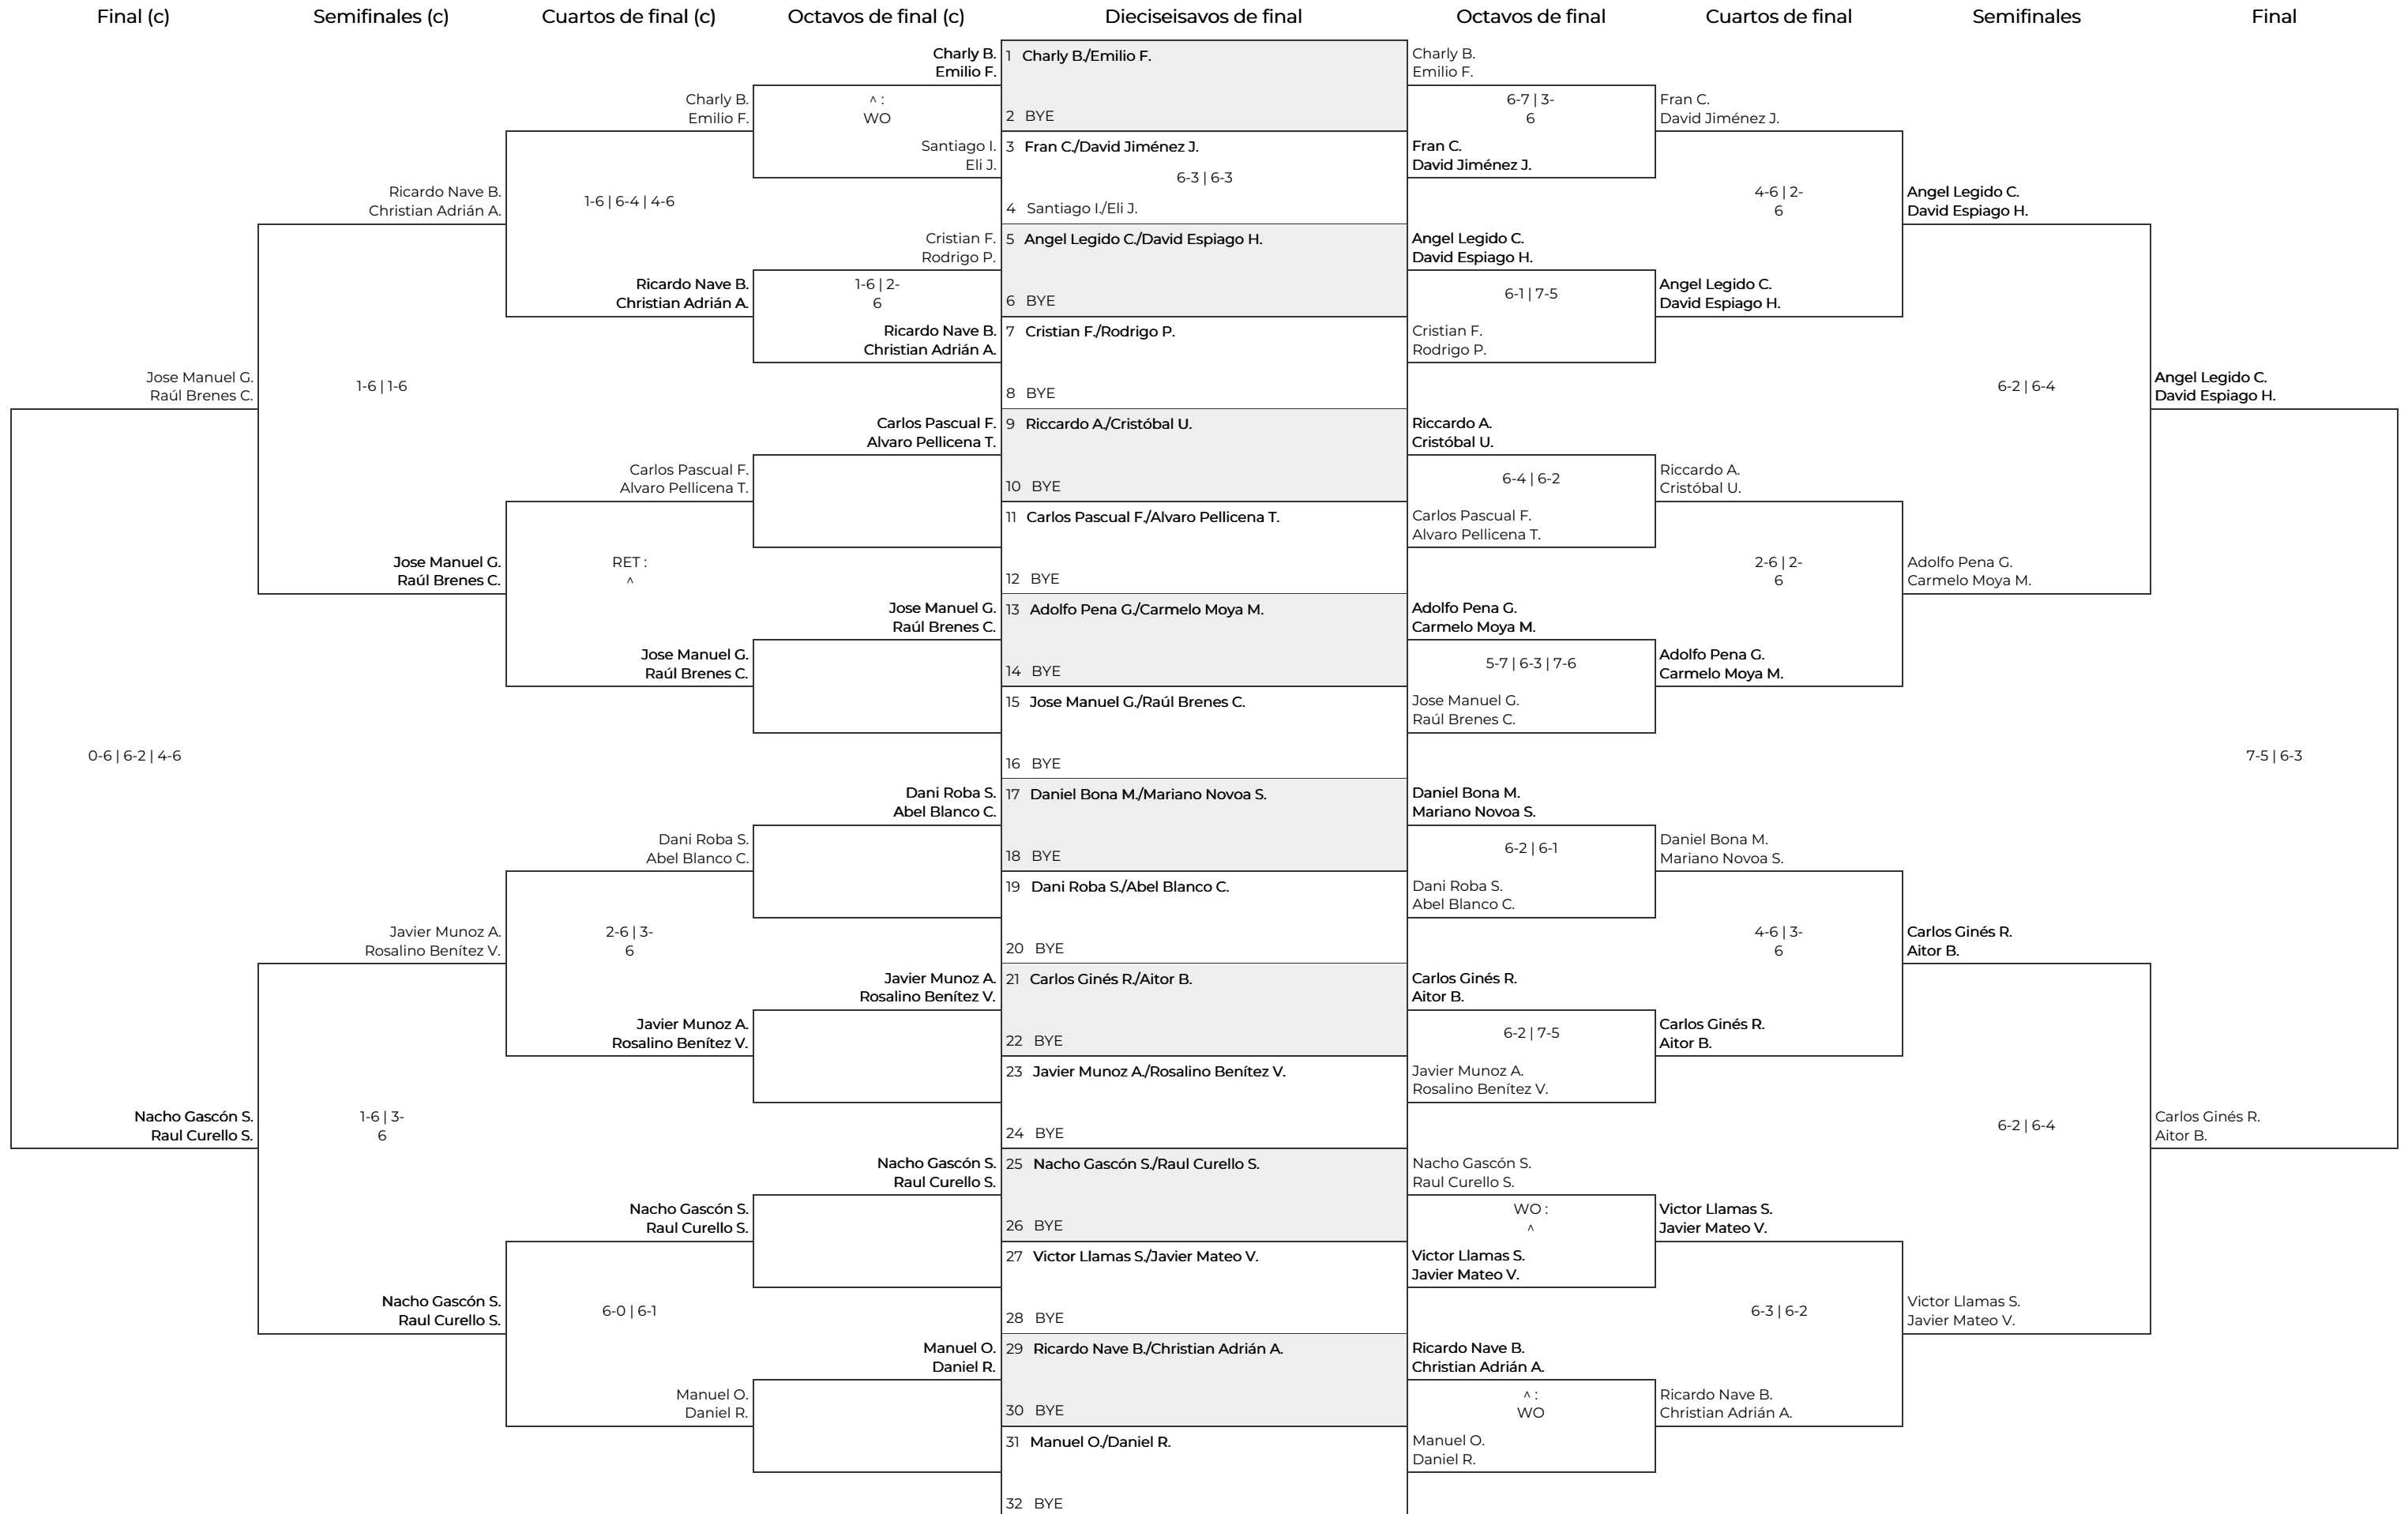 Final (c)
Semifinales (c)
Cuartos de final (c)
Octavos de final (c)
Dieciseisavos de final
Octavos de final
Cuartos de final
Semifinales
Final
Jose Manuel G.
Raúl Brenes C.
0-6 | 6-2 | 4-6
Nacho Gascón S.
Raul Curello S.
Ricardo Nave B.
Christian Adrián A.
1-6 | 1-6
Jose Manuel G.
Raúl Brenes C.
Javier Munoz A.
Rosalino Benítez V.
1-6 | 3-
6
Nacho Gascón S.
Raul Curello S.
Charly B.
Emilio F.
1-6 | 6-4 | 4-6
Ricardo Nave B.
Christian Adrián A.
Carlos Pascual F.
Alvaro Pellicena T.
RET :
^
Jose Manuel G.
Raúl Brenes C.
Dani Roba S.
Abel Blanco C.
2-6 | 3-
6
Javier Munoz A.
Rosalino Benítez V.
Nacho Gascón S.
Raul Curello S.
6-0 | 6-1
Manuel O.
Daniel R.
Charly B.
Emilio F.
^ :
WO
Santiago I.
Eli J.
Cristian F.
Rodrigo P.
1-6 | 2-
6
Ricardo Nave B.
Christian Adrián A.
Carlos Pascual F.
Alvaro Pellicena T.
Jose Manuel G.
Raúl Brenes C.
Dani Roba S.
Abel Blanco C.
Javier Munoz A.
Rosalino Benítez V.
Nacho Gascón S.
Raul Curello S.
Manuel O.
Daniel R.
1 Charly B./Emilio F.
2 BYE
3 Fran C./David Jiménez J.
6-3 | 6-3
4 Santiago I./Eli J.
5 Angel Legido C./David Espiago H.
6 BYE
7 Cristian F./Rodrigo P.
8 BYE
9 Riccardo A./Cristóbal U.
10 BYE
11 Carlos Pascual F./Alvaro Pellicena T.
12 BYE
13 Adolfo Pena G./Carmelo Moya M.
14 BYE
15 Jose Manuel G./Raúl Brenes C.
16 BYE
17 Daniel Bona M./Mariano Novoa S.
18 BYE
19 Dani Roba S./Abel Blanco C.
20 BYE
21 Carlos Ginés R./Aitor B.
22 BYE
23 Javier Munoz A./Rosalino Benítez V.
24 BYE
25 Nacho Gascón S./Raul Curello S.
26 BYE
27 Victor Llamas S./Javier Mateo V.
28 BYE
29 Ricardo Nave B./Christian Adrián A.
30 BYE
31 Manuel O./Daniel R.
32 BYE
Charly B.
Emilio F.
6-7 | 3-
6
Fran C.
David Jiménez J.
Angel Legido C.
David Espiago H.
6-1 | 7-5
Cristian F.
Rodrigo P.
Riccardo A.
Cristóbal U.
6-4 | 6-2
Carlos Pascual F.
Alvaro Pellicena T.
Adolfo Pena G.
Carmelo Moya M.
5-7 | 6-3 | 7-6
Jose Manuel G.
Raúl Brenes C.
Daniel Bona M.
Mariano Novoa S.
6-2 | 6-1
Dani Roba S.
Abel Blanco C.
Carlos Ginés R.
Aitor B.
6-2 | 7-5
Javier Munoz A.
Rosalino Benítez V.
Nacho Gascón S.
Raul Curello S.
WO :
^
Victor Llamas S.
Javier Mateo V.
Ricardo Nave B.
Christian Adrián A.
^ :
WO
Manuel O.
Daniel R.
Fran C.
David Jiménez J.
4-6 | 2-
6
Angel Legido C.
David Espiago H.
Riccardo A.
Cristóbal U.
2-6 | 2-
6
Adolfo Pena G.
Carmelo Moya M.
Daniel Bona M.
Mariano Novoa S.
4-6 | 3-
6
Carlos Ginés R.
Aitor B.
Victor Llamas S.
Javier Mateo V.
6-3 | 6-2
Ricardo Nave B.
Christian Adrián A.
Angel Legido C.
David Espiago H.
6-2 | 6-4
Adolfo Pena G.
Carmelo Moya M.
Carlos Ginés R.
Aitor B.
6-2 | 6-4
Victor Llamas S.
Javier Mateo V.
Angel Legido C.
David Espiago H.
7-5 | 6-3
Carlos Ginés R.
Aitor B.